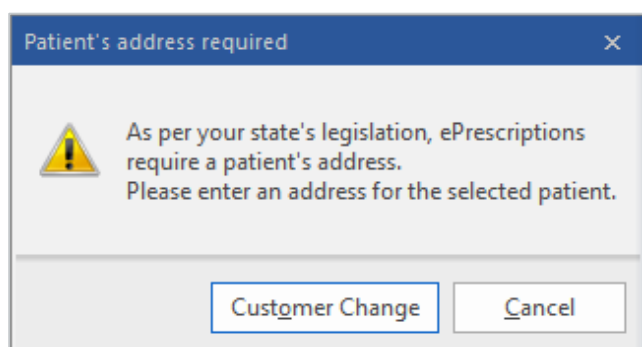 Patient's address required
As per your state's legislation, ePrescriptions
require a patient's address.
Please enter an address for the selected patient.
Customer Change
Cancel